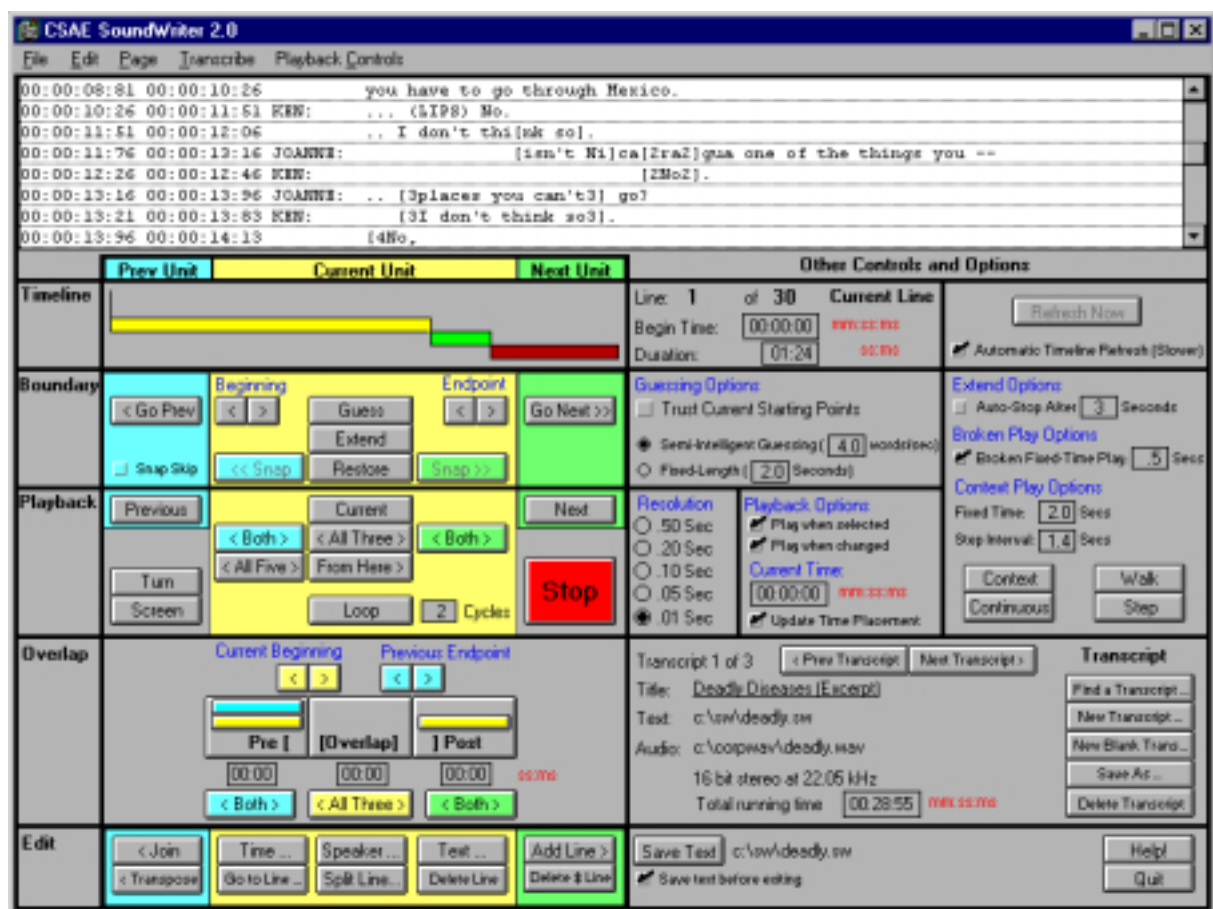 CSAE SoundWriter 2.0
File Edit Page Transcribe Playback Controls
00:00:08:81 00:00:10:26 you have to go through Mexico.
00:00:10:26 00:00:11:51 KEN: ... (LIPS) No.
00:00:11:51 00:00:12:06 .. I don't thi[nk so].
00:00:11:76 00:00:13:16 JOANNE: [isn't Ni]ca[2ra2]gua one of the things you --
00:00:12:26 00:00:12:46 KEN: [2No2].
00:00:13:16 00:00:13:96 JOANNE: .. [3places you can't3] go?
00:00:13:21 00:00:13:83 KEN: [3I don't think so3].
00:00:13:96 00:00:14:13 [4No,
Prev Unit Current Unit Next Unit Other Controls and Options
Timeline
Line: 1 of 30 Current Line
Begin Time: 00:00:00 mm:ss:ms
Duration: 01:24 ss:ms
Refresh Now
Automatic Timeline Refresh (Slower)
Boundary
Beginning Endpoint
< Go Prev < > Guess < > Go Next >>
Extend
Snap Skip << Snap Restore Snap >>
Guessing Options
Trust Current Starting Points
Semi-Intelligent Guessing ( 4.0 words/sec)
Fixed-Length ( 2.0 Seconds)
Extend Options
Auto-Stop After 3 Seconds
Broken Play Options
Broken Fixed-Time Play: .5 Secs
Context Play Options
Fixed Time: 2.0 Secs
Step Interval: 1.4 Secs
Context Walk
Continuous Step
Playback
Previous Current Next
< Both > < All Three > < Both >
< All Five > From Here >
Turn Stop
Screen Loop 2 Cycles
Resolution
.50 Sec
.20 Sec
.10 Sec
.05 Sec
.01 Sec
Playback Options
Play when selected
Play when changed
Current Time:
00:00:00 mm:ss:ms
Update Time Placement
Overlap
Current Beginning Previous Endpoint
< > < >
Pre [ [Overlap] ] Post
00:00 00:00 00:00 ss:ms
< Both > < All Three > < Both >
Transcript 1 of 3 < Prev Transcript Next Transcript > Transcript
Title: Deadly Diseases (Excerpt)
Text: c:\sw\deadly.sw
Audio: c:\corpwav\deadly.wav
16 bit stereo at 22.05 kHz
Total running time 00:28:55 mm:ss:ms
Find a Transcript ...
New Transcript ...
New Blank Trans...
Save As ...
Delete Transcript
Edit
< Join Time ... Speaker ... Text ... Add Line >
< Transpose Go to Line ... Split Line... Delete Line Delete $ Line
Save Text c:\sw\deadly.sw
Save text before exiting
Help!
Quit